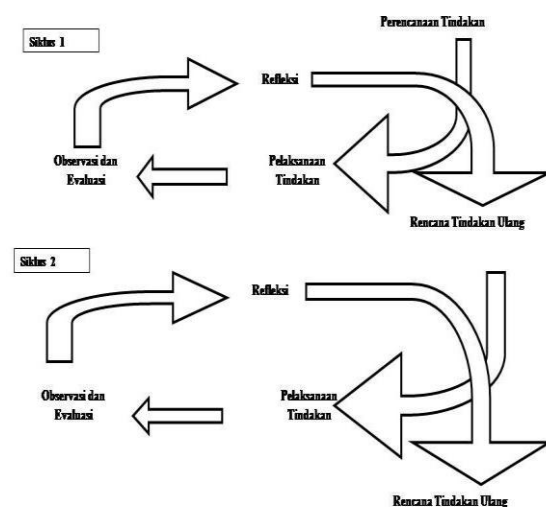 Perencanaan Tindakan
Siklus 1
Refleksi
Observasi dan
Evaluasi
Pelaksanaan
Tindakan
Rencana Tindakan Ulang
Siklus 2
Refleksi
Observasi dan
Evaluasi
Pelaksanaan
Tindakan
Rencana Tindakan Ulang